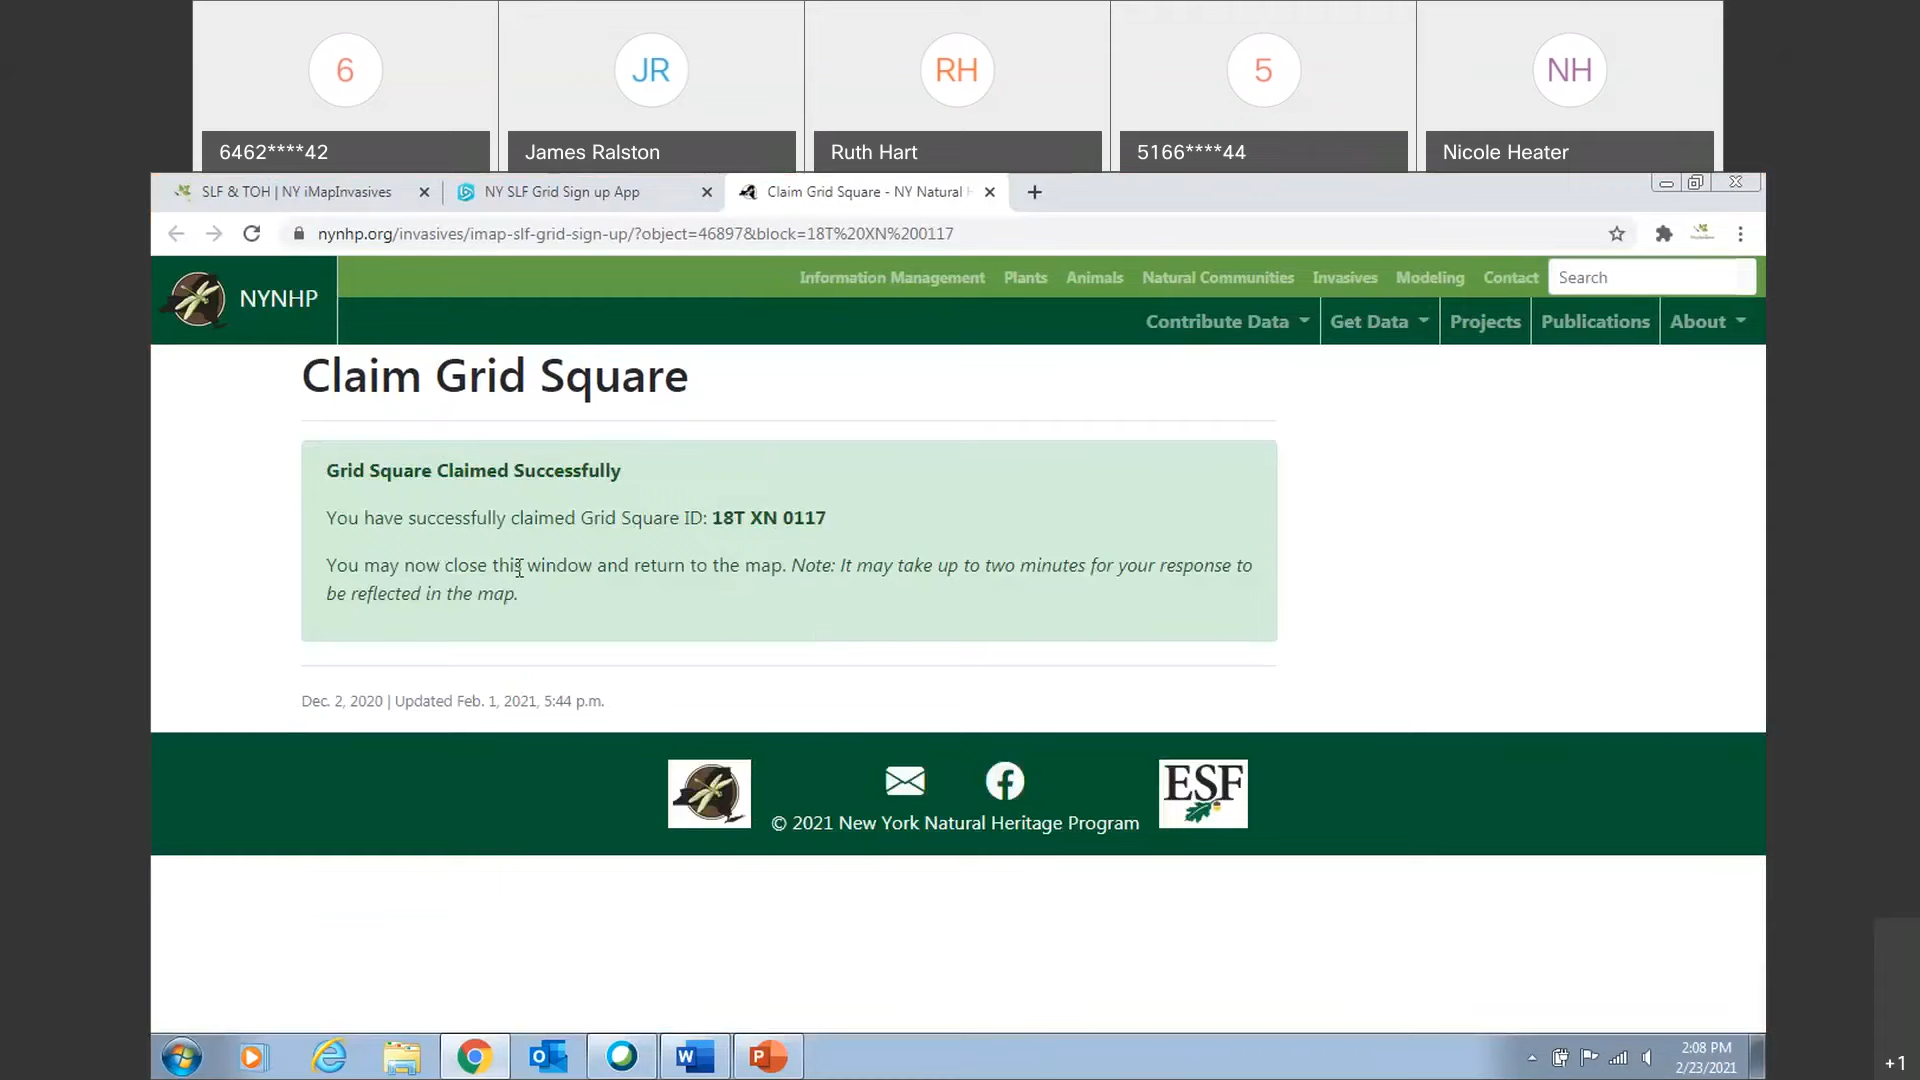 6
JR
RH
5
NH
6462****42
James Ralston
Ruth Hart
5166****44
Nicole Heater
SLF & TOH | NY iMapInvasives
NY SLF Grid Sign up App
Claim Grid Square - NY Natural
nynhp.org/invasives/imap-slf-grid-sign-up/?object=46897&block=18T%20XN%200117
NYNHP
Information Management Plants Animals Natural Communities Invasives Modeling Contact Search
Contribute Data Get Data Projects Publications About
Claim Grid Square
Grid Square Claimed Successfully
You have successfully claimed Grid Square ID: 18T XN 0117
You may now close this window and return to the map. Note: It may take up to two minutes for your response to
be reflected in the map.
Dec. 2, 2020 | Updated Feb. 1, 2021, 5:44 p.m.
ESF
© 2021 New York Natural Heritage Program
2:08 PM
2/23/2021
+1